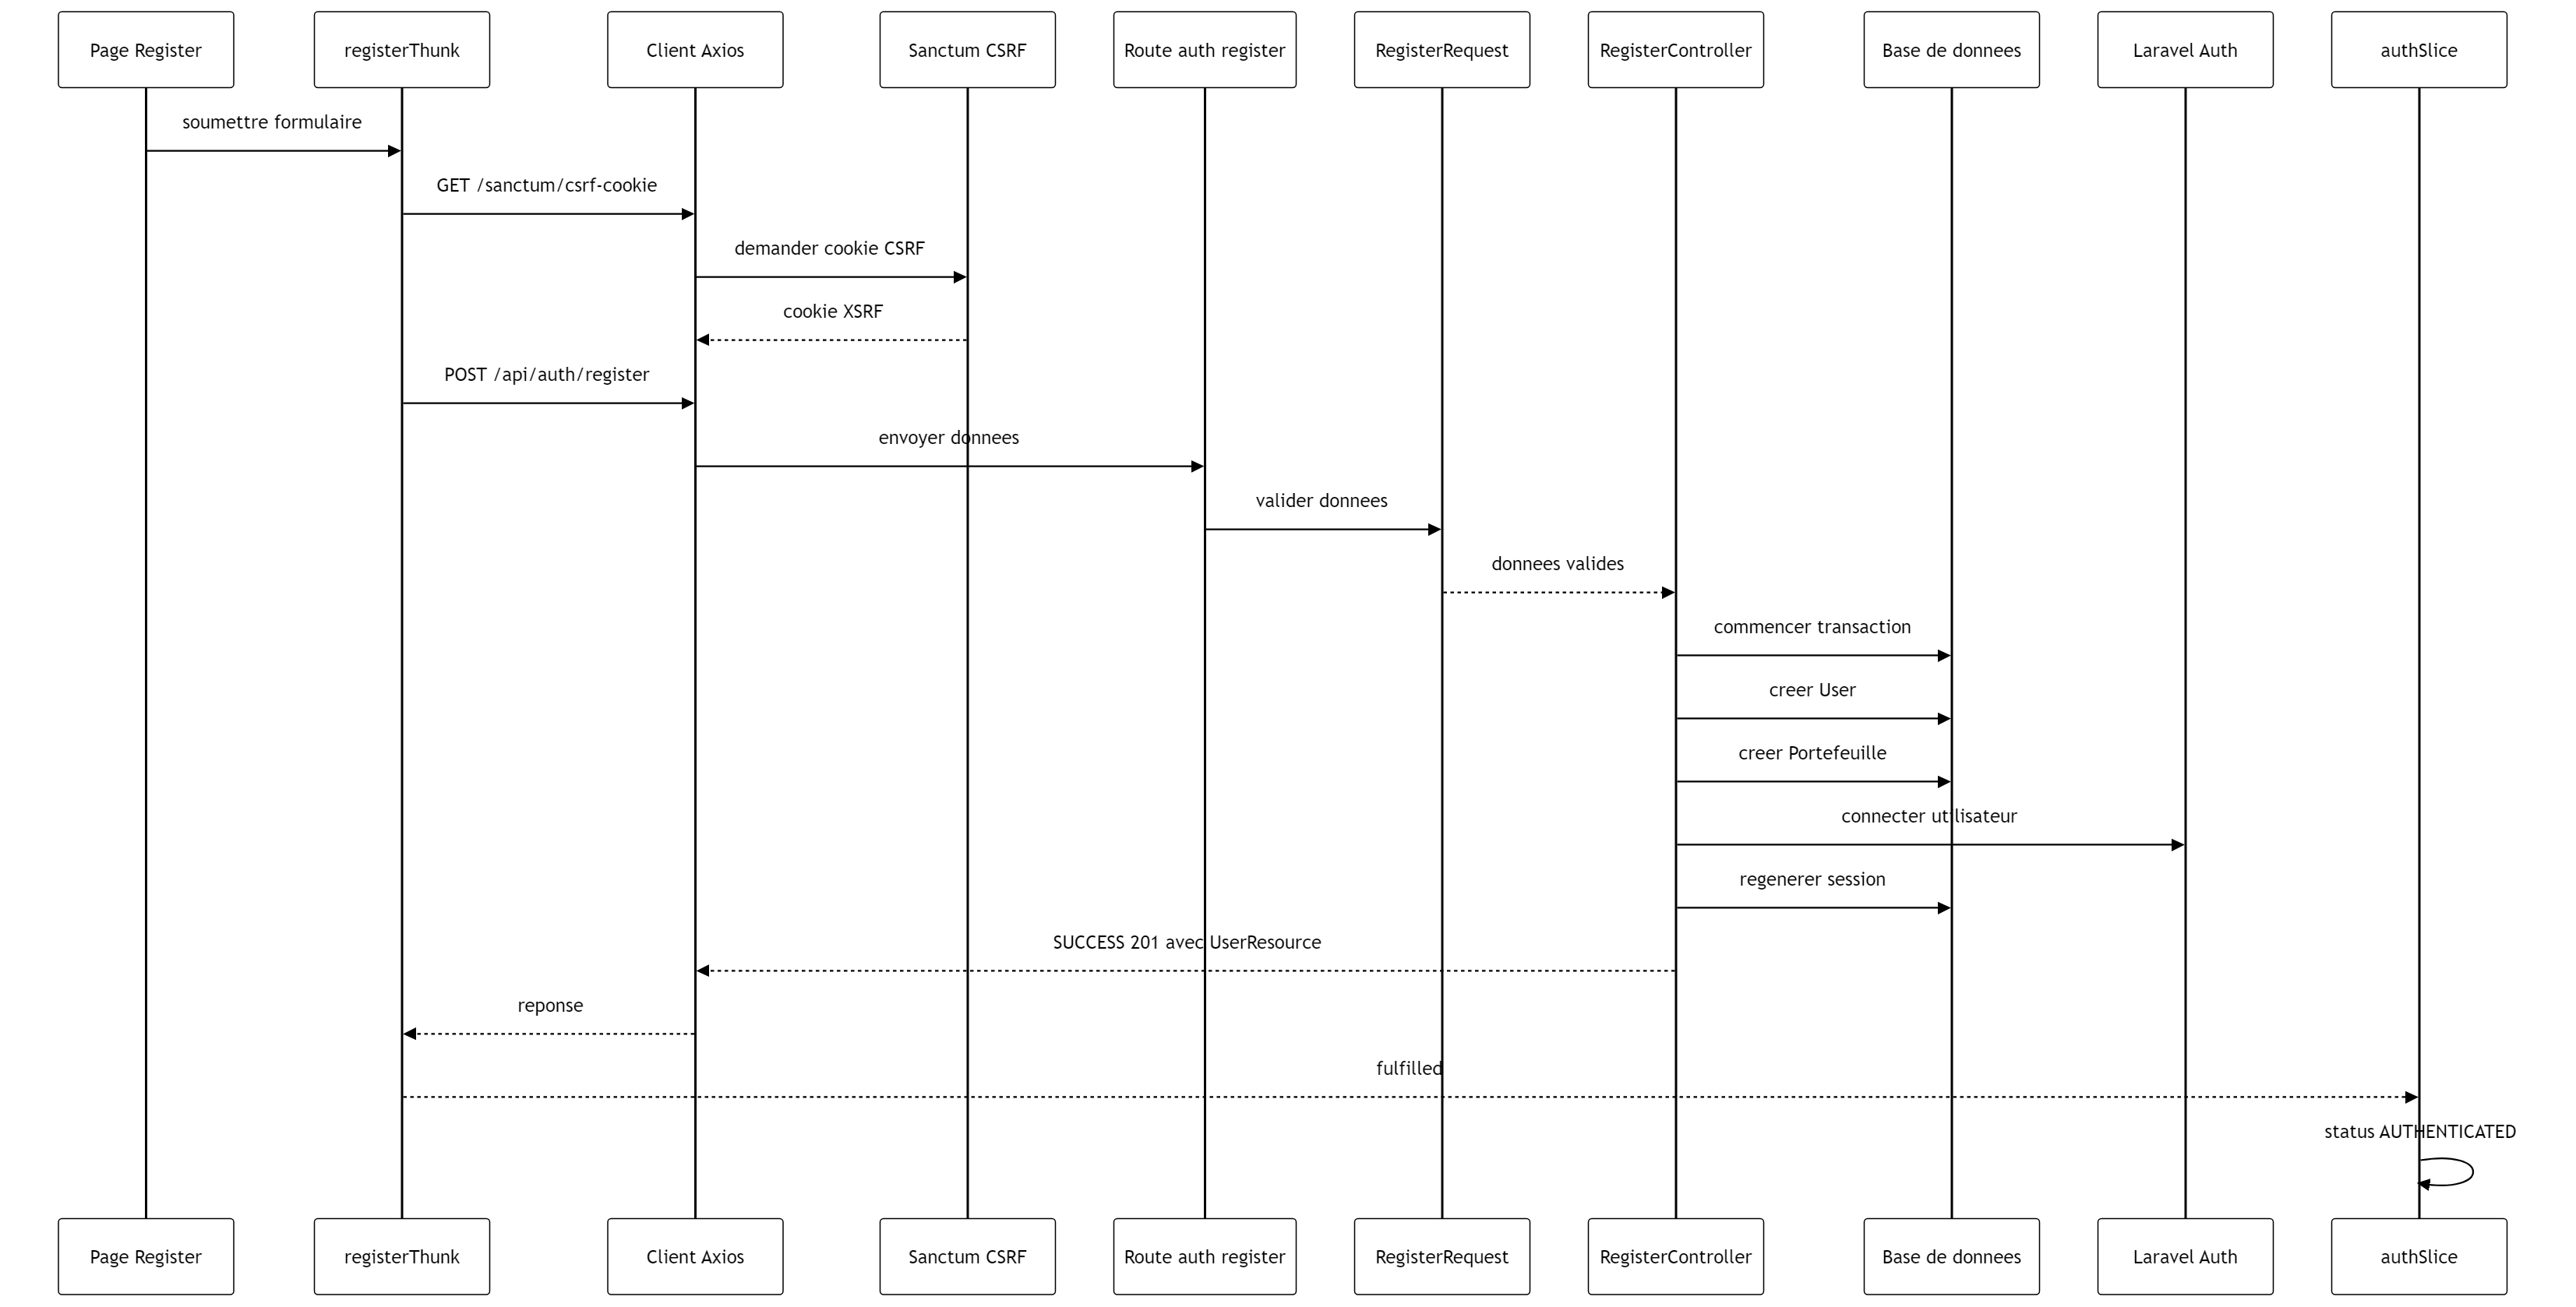 Page Register
registerThunk
Client Axios
Sanctum CSRF
Route auth register
RegisterRequest
RegisterController
Base de donnees
Laravel Auth
authSlice
soumettre formulaire
GET /sanctum/csrf-cookie
demander cookie CSRF
cookie XSRF
POST /api/auth/register
envoyer donnees
valider donnees
donnees valides
commencer transaction
creer User
creer Portefeuille
connecter utilisateur
regenerer session
SUCCESS 201 avec UserResource
reponse
fulfilled
status AUTHENTICATED
Page Register
registerThunk
Client Axios
Sanctum CSRF
Route auth register
RegisterRequest
RegisterController
Base de donnees
Laravel Auth
authSlice